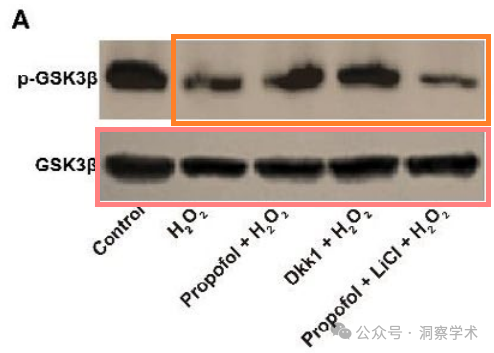 A
p-GSK3β
GSK3β
Control
H₂O₂
Propofol + H₂O₂
Dkk1 + H₂O₂
Propofol + LiCl + H₂O₂
公众号 · 洞察学术